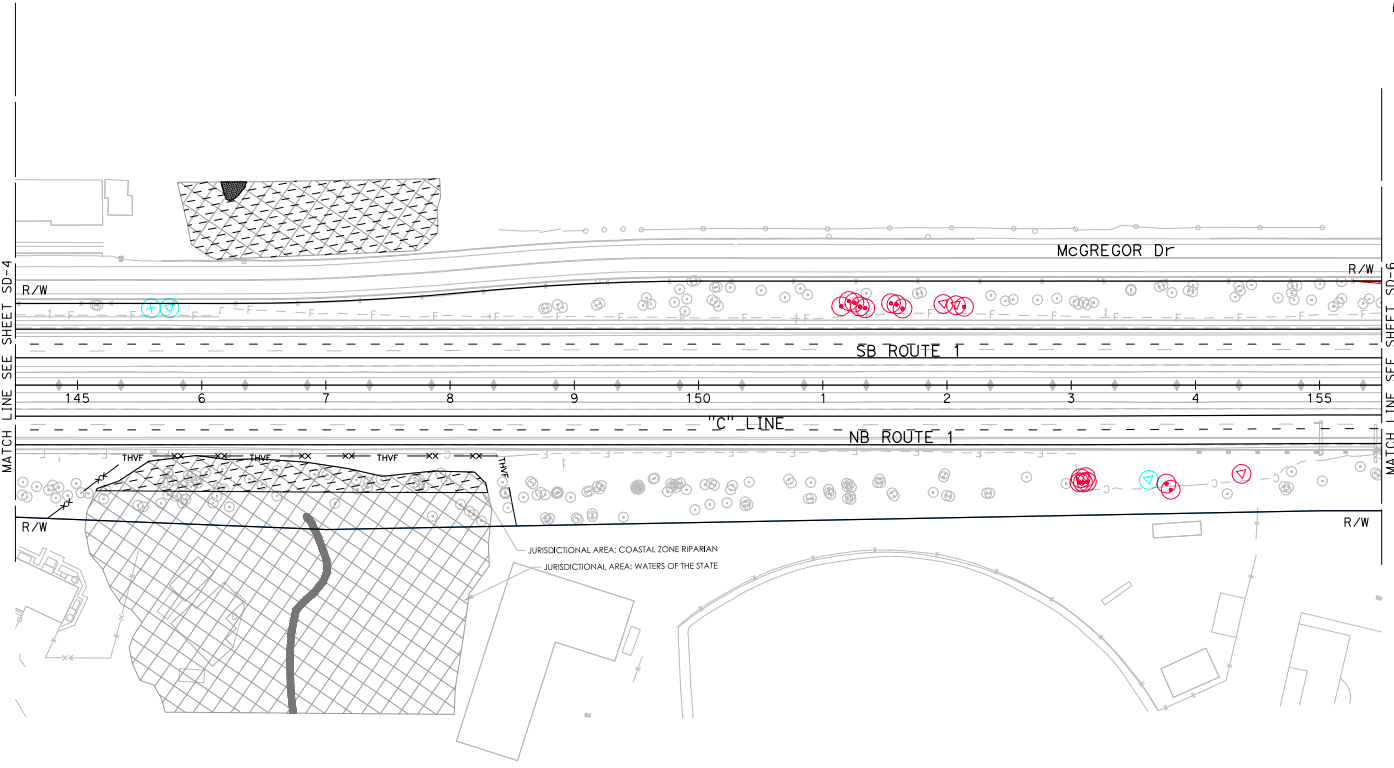 McGREGOR Dr
R/W
R/W
MATCH LINE SEE SHEET SD-4
MATCH LINE SEE SHEET SD-6
F F F F F F F F F F F F
SB ROUTE 1
145 6 7 8 9 150 1 2 3 4 155
"C" LINE
NB ROUTE 1
THVF THVF THVF THVF
C C C C
R/W
R/W
JURISDICTIONAL AREA: COASTAL ZONE RIPARIAN
JURISDICTIONAL AREA: WATERS OF THE STATE